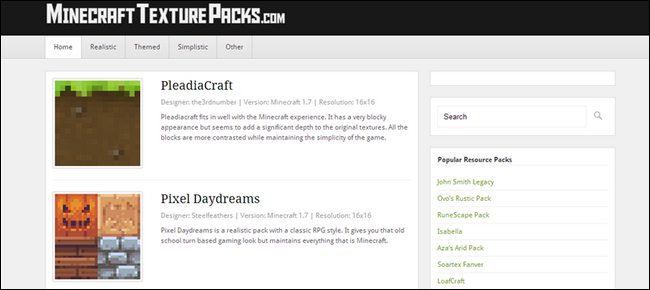 MinecraftTexturePacks.com
Home Realistic Themed Simplistic Other
PleadiaCraft
Designer: the3rdnumber | Version: Minecraft 1.7 | Resolution: 16x16
Pleadiacraft fits in well with the Minecraft experience. It has a very blocky
appearance but seems to add a significant depth to the original textures. All the
blocks are more contrasted while maintaining the simplicity of the game.
Pixel Daydreams
Designer: Steelfeathers | Version: Minecraft 1.7 | Resolution: 16x16
Pixel Daydreams is a realistic pack with a classic RPG style. It gives you that old
school turn based gaming look but maintains everything that is Minecraft.
Search
Popular Resource Packs
John Smith Legacy
Ovo's Rustic Pack
RuneScape Pack
Isabella
Aza's Arid Pack
Soartex Fanver
LoafCraft